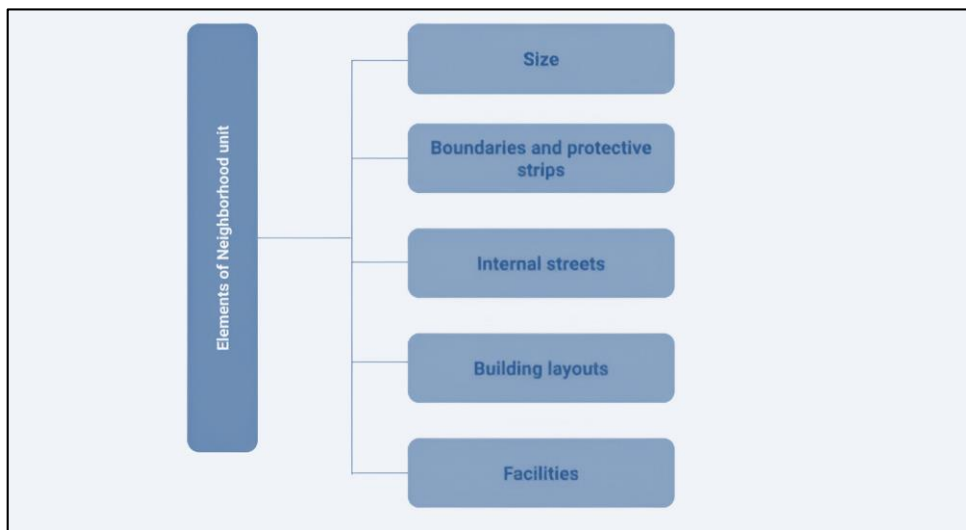 Elements of Neighborhood unit
Size
Boundaries and protective
strips
Internal streets
Building layouts
Facilities